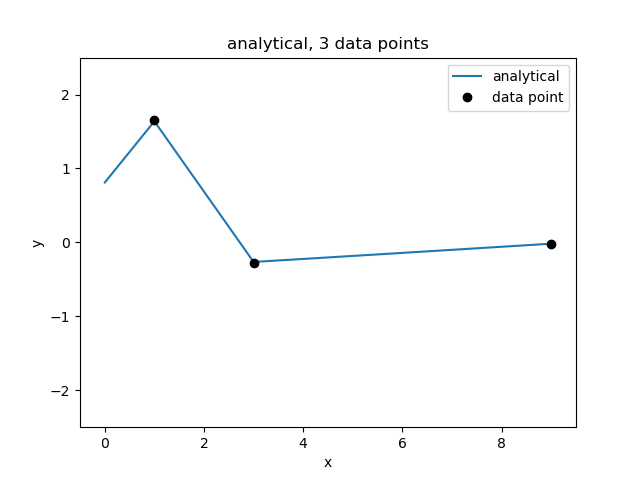 analytical, 3 data points
analytical
data point
2
1
0
−1
−2
y
0
2
4
6
8
x